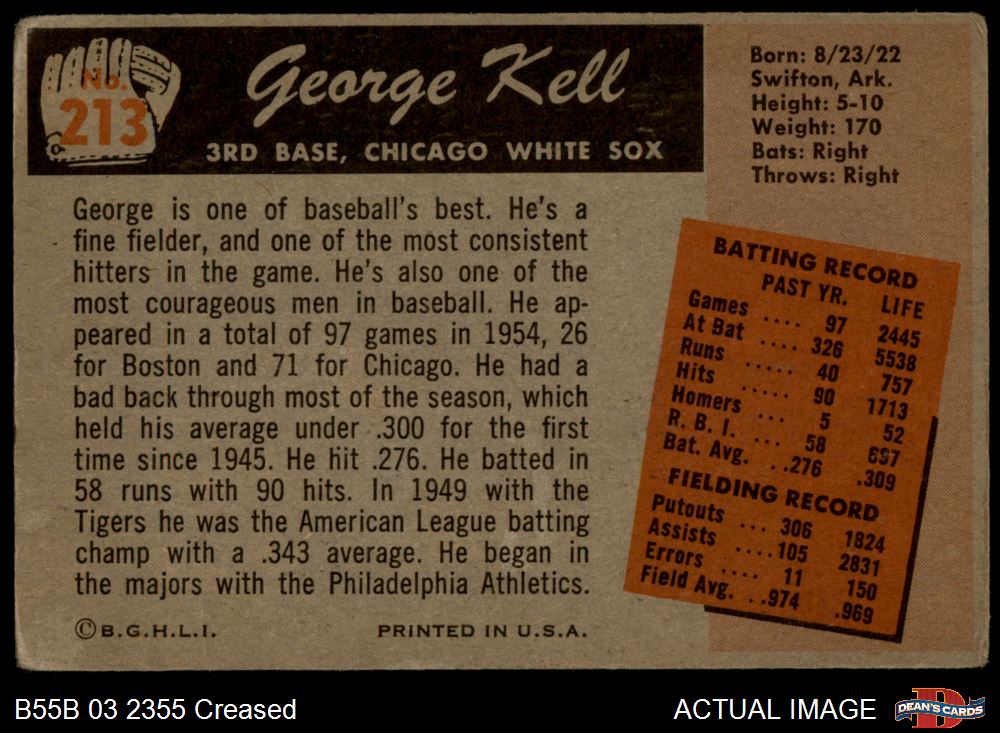 No.
213
George Kell
3RD BASE, CHICAGO WHITE SOX
George is one of baseball's best. He's a
fine fielder, and one of the most consistent
hitters in the game. He's also one of the
most courageous men in baseball. He ap-
peared in a total of 97 games in 1954, 26
for Boston and 71 for Chicago. He had a
bad back through most of the season, which
held his average under .300 for the first
time since 1945. He hit .276. He batted in
58 runs with 90 hits. In 1949 with the
Tigers he was the American League batting
champ with a .343 average. He began in
the majors with the Philadelphia Athletics.
©B.G.H.L.I. PRINTED IN U.S.A.
Born: 8/23/22
Swifton, Ark.
Height: 5-10
Weight: 170
Bats: Right
Throws: Right
BATTING RECORD
PAST YR. LIFE
Games .... 97 2445
At Bat .... 326 5538
Runs ..... 40 757
Hits ..... 90 1713
Homers ... 5 52
R. B. I. ... 58 697
Bat. Avg. ..276 .309
FIELDING RECORD
Putouts ... 306 1824
Assists ....105 2831
Errors .... 11 150
Field Avg. ..974 .969
B55B 03 2355 Creased ACTUAL IMAGE DEAN'S CARDS